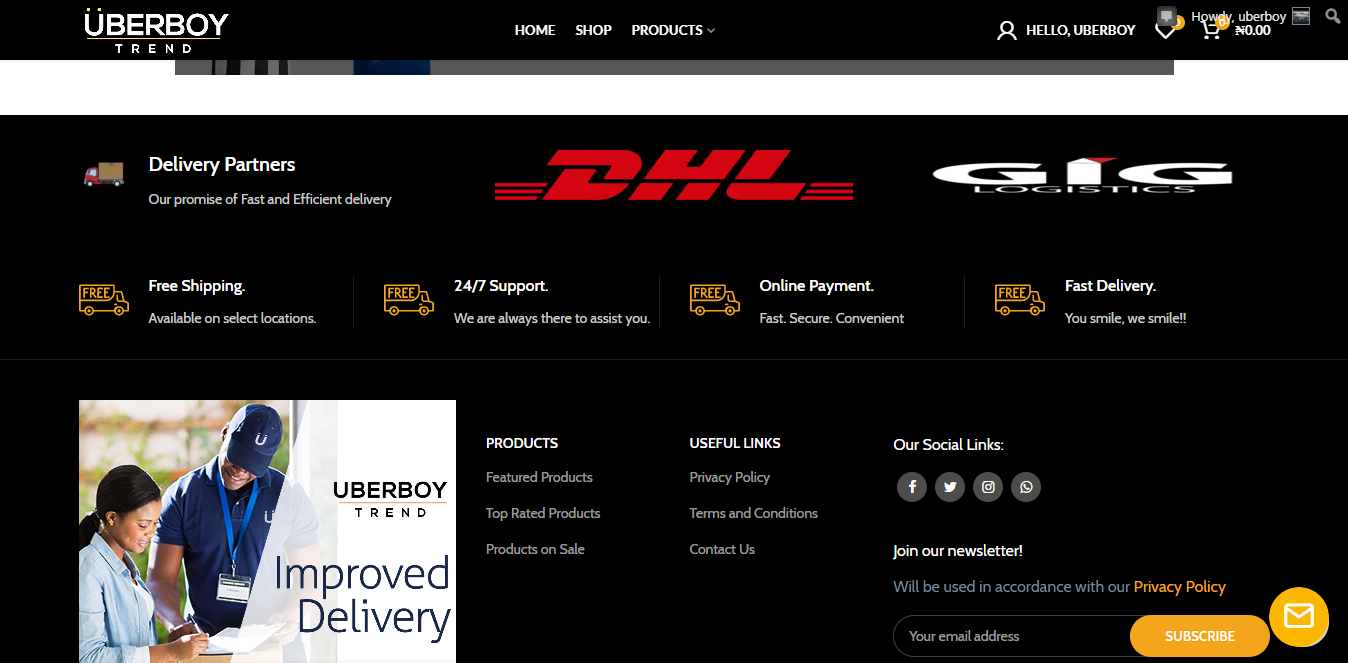 ÜBERBOY
TREND
HOME SHOP PRODUCTS
HELLO, UBERBOY
Howdy, uberboy
0
₦0.00
Delivery Partners
Our promise of Fast and Efficient delivery
DHL
GIG
LOGISTICS
FREE
Free Shipping.
Available on select locations.
FREE
24/7 Support.
We are always there to assist you.
FREE
Online Payment.
Fast. Secure. Convenient
FREE
Fast Delivery.
You smile, we smile!!
Ü
Ü
UBERBOY
TREND
Improved
Delivery
PRODUCTS
Featured Products
Top Rated Products
Products on Sale
USEFUL LINKS
Privacy Policy
Terms and Conditions
Contact Us
Our Social Links:
Join our newsletter!
Will be used in accordance with our Privacy Policy
Your email address
SUBSCRIBE